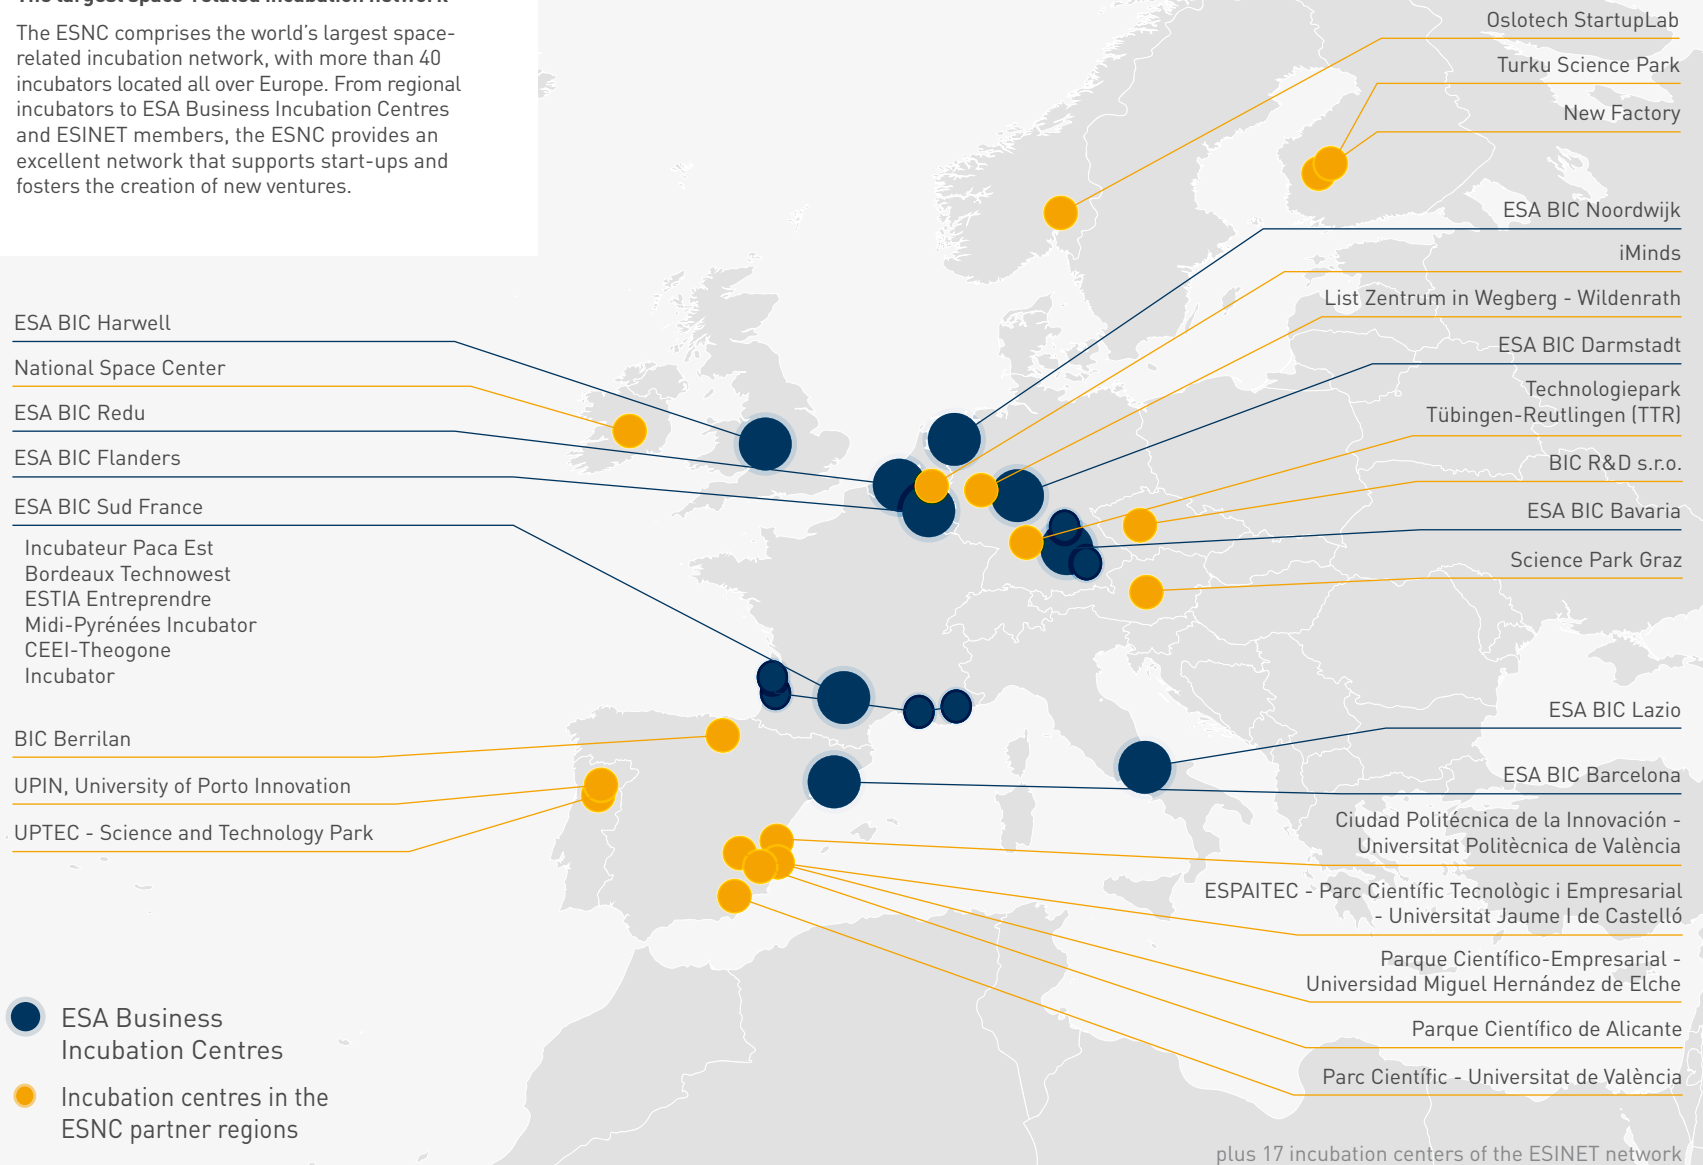 The largest space-related incubation network
The ESNC comprises the world's largest space-
related incubation network, with more than 40
incubators located all over Europe. From regional
incubators to ESA Business Incubation Centres
and ESINET members, the ESNC provides an
excellent network that supports start-ups and
fosters the creation of new ventures.
ESA BIC Harwell
National Space Center
ESA BIC Redu
ESA BIC Flanders
ESA BIC Sud France
Incubateur Paca Est
Bordeaux Technowest
ESTIA Entreprendre
Midi-Pyrénées Incubator
CEEI-Theogone
Incubator
BIC Berrilan
UPIN, University of Porto Innovation
UPTEC - Science and Technology Park
ESA Business
Incubation Centres
Incubation centres in the
ESNC partner regions
Oslotech StartupLab
Turku Science Park
New Factory
ESA BIC Noordwijk
iMinds
List Zentrum in Wegberg - Wildenrath
ESA BIC Darmstadt
Technologiepark
Tübingen-Reutlingen (TTR)
BIC R&D s.r.o.
ESA BIC Bavaria
Science Park Graz
ESA BIC Lazio
ESA BIC Barcelona
Ciudad Politécnica de la Innovación -
Universitat Politècnica de València
ESPAITEC - Parc Científic Tecnològic i Empresarial
- Universitat Jaume I de Castelló
Parque Científico-Empresarial -
Universidad Miguel Hernández de Elche
Parque Científico de Alicante
Parc Científic - Universitat de València
plus 17 incubation centers of the ESINET network